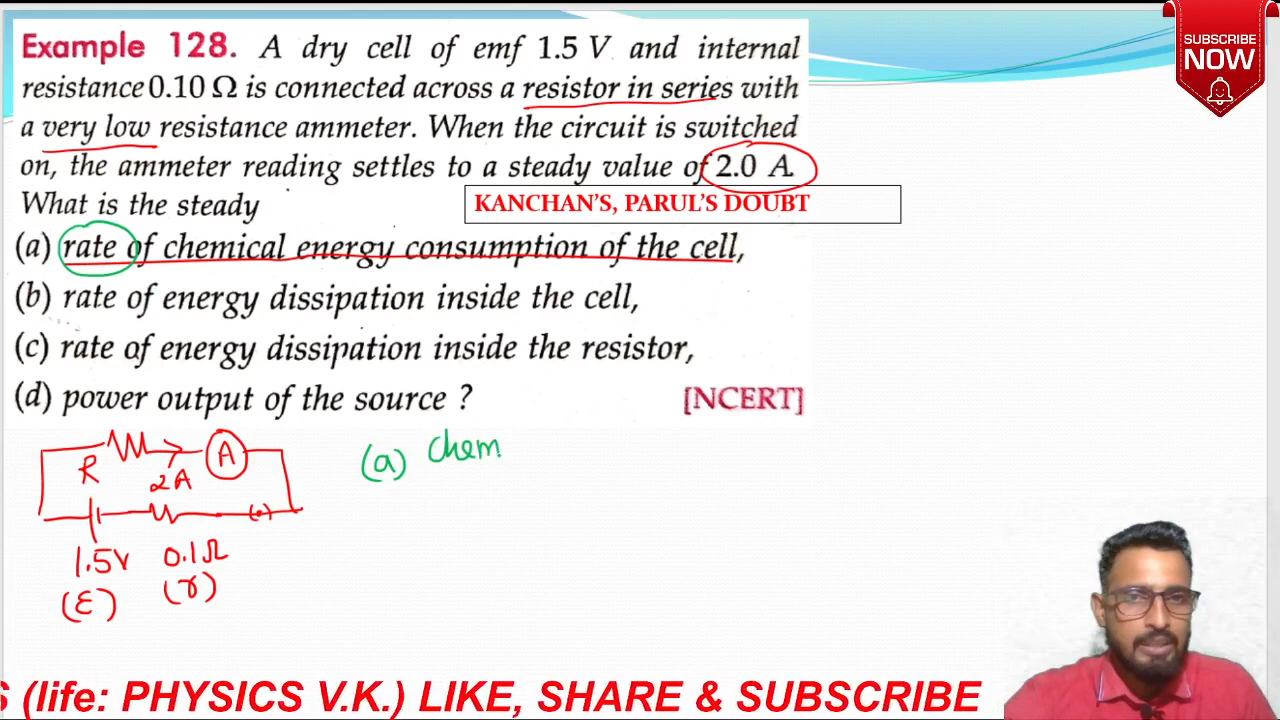 SUBSCRIBE
NOW
Example 128. A dry cell of emf 1.5 V and internal
resistance 0.10 Ω is connected across a resistor in series with
a very low resistance ammeter. When the circuit is switched
on, the ammeter reading settles to a steady value of 2.0 A.
What is the steady
KANCHAN'S, PARUL'S DOUBT
(a) rate of chemical energy consumption of the cell,
(b) rate of energy dissipation inside the cell,
(c) rate of energy dissipation inside the resistor,
(d) power output of the source ? [NCERT]
R
2A
A
(•)
1.5V 0.1Ω
(ε) (r)
(a) Chem
S (life: PHYSICS V.K.) LIKE, SHARE & SUBSCRIBE